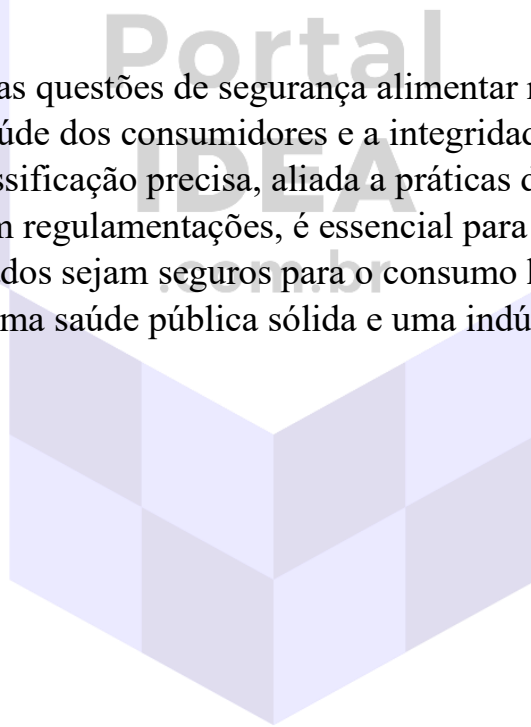 Portal
as questões de segurança alimentar
úde dos consumidores e a integridad
IDEA
ssificação precisa, aliada a práticas
regulamentações, é essencial para
.com.br
dos sejam seguros para o consumo
ma saúde pública sólida e uma indú